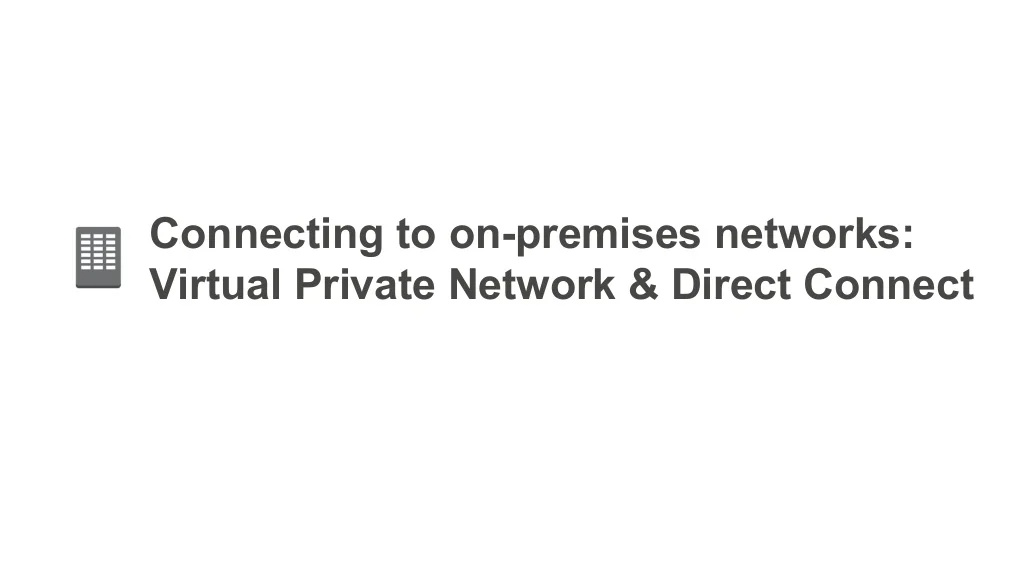 Connecting to on-premises networks:
Virtual Private Network & Direct Connect